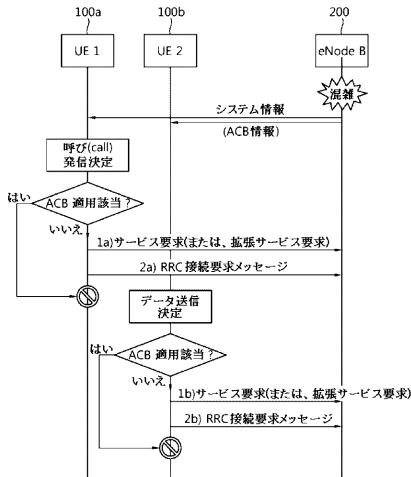 100a
100b
200
UE 1
UE 2
eNode B
混雑
システム情報
(ACB情報)
呼び(call)
発信決定
はい
ACB 適用該当?
いいえ
1a)サービス要求(または、拡張サービス要求)
2a) RRC 接続要求メッセージ
データ送信
決定
はい
ACB 適用該当?
いいえ
1b)サービス要求(または、拡張サービス要求)
2b) RRC接続要求メッセージ